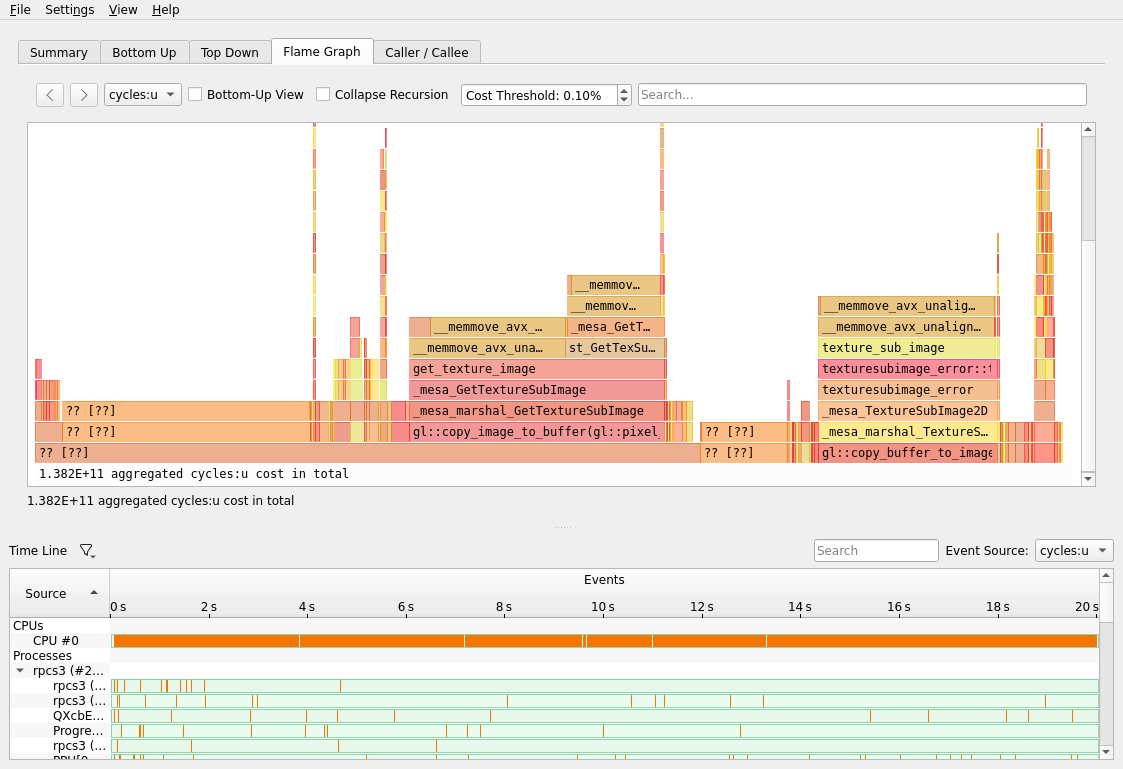 File Settings View Help
Summary Bottom Up Top Down Flame Graph Caller / Callee
cycles:u Bottom-Up View Collapse Recursion Cost Threshold: 0.10% Search...
__memmov...
__memmov...
__memmove_avx_unalig...
__memmove_avx_... _mesa_GetT... __memmove_avx_unalign...
__memmove_avx_una... st_GetTexSu... texture_sub_image
get_texture_image texturesubimage_error::t
_mesa_GetTextureSubImage texturesubimage_error
?? [??] _mesa_marshal_GetTextureSubImage _mesa_TextureSubImage2D
?? [??] gl::copy_image_to_buffer(gl::pixel_ ?? [??] _mesa_marshal_TextureS...
?? [??] ?? [??] gl::copy_buffer_to_image
1.382E+11 aggregated cycles:u cost in total
1.382E+11 aggregated cycles:u cost in total
Time Line Search Event Source: cycles:u
Source Events
0 s 2 s 4 s 6 s 8 s 10 s 12 s 14 s 16 s 18 s 20 s
CPUs
CPU #0
Processes
rpcs3 (#2...
rpcs3 (...
rpcs3 (...
QXcbE...
Progre...
rpcs3 (...